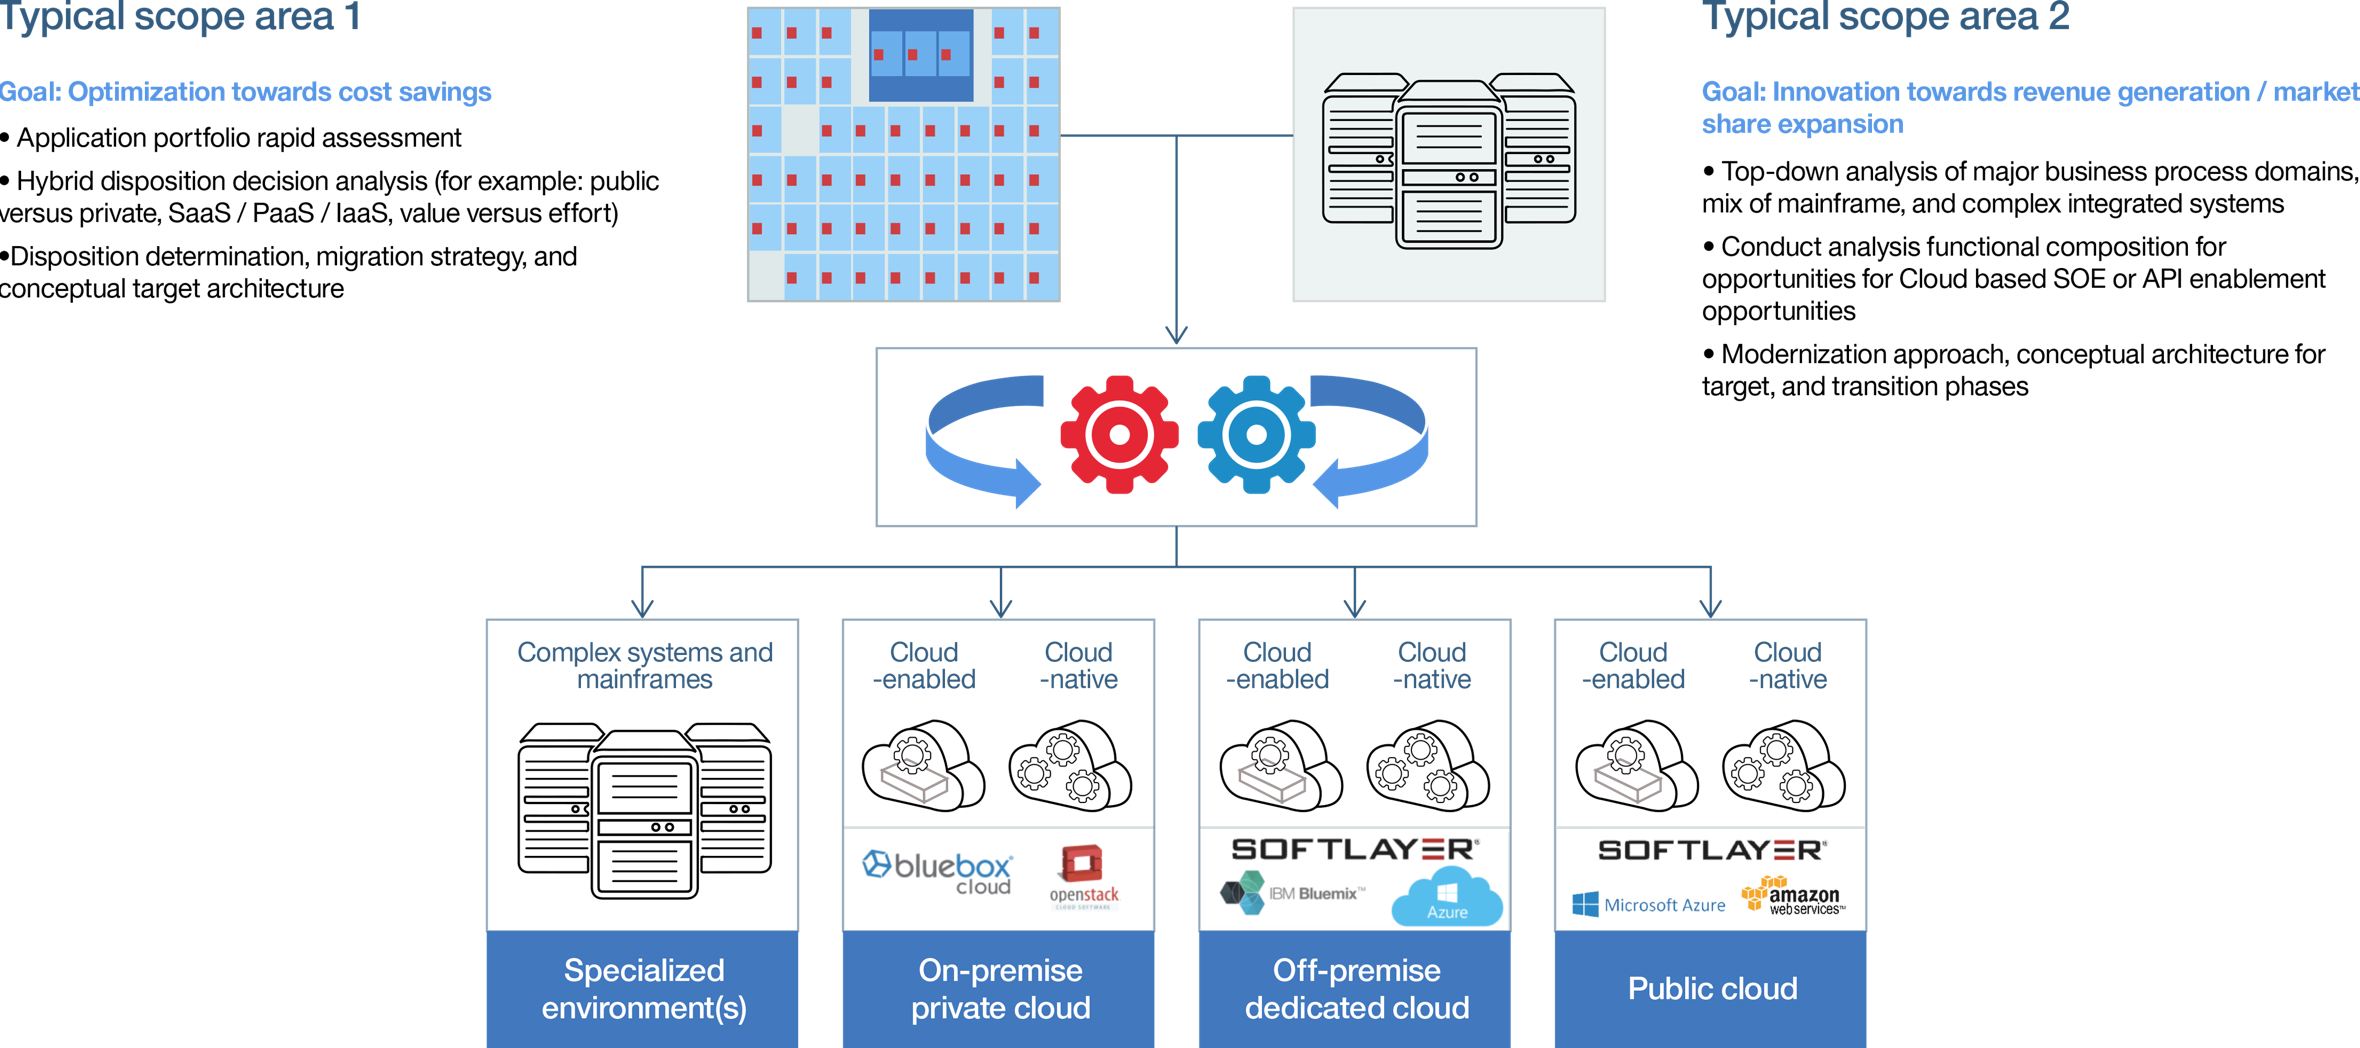 Typical scope area 1
Goal: Optimization towards cost savings
• Application portfolio rapid assessment
• Hybrid disposition decision analysis (for example: public
versus private, SaaS / PaaS / IaaS, value versus effort)
•Disposition determination, migration strategy, and
conceptual target architecture
Typical scope area 2
Goal: Innovation towards revenue generation / market
share expansion
• Top-down analysis of major business process domains,
mix of mainframe, and complex integrated systems
• Conduct analysis functional composition for
opportunities for Cloud based SOE or API enablement
opportunities
• Modernization approach, conceptual architecture for
target, and transition phases
Complex systems and
mainframes
Specialized
environment(s)
Cloud
-enabled
Cloud
-native
bluebox
cloud
openstack
CLOUD SOFTWARE
On-premise
private cloud
Cloud
-enabled
Cloud
-native
SOFTLAYER®
IBM Bluemix™
Azure
Off-premise
dedicated cloud
Cloud
-enabled
Cloud
-native
SOFTLAYER®
Microsoft Azure
amazon
web services™
Public cloud